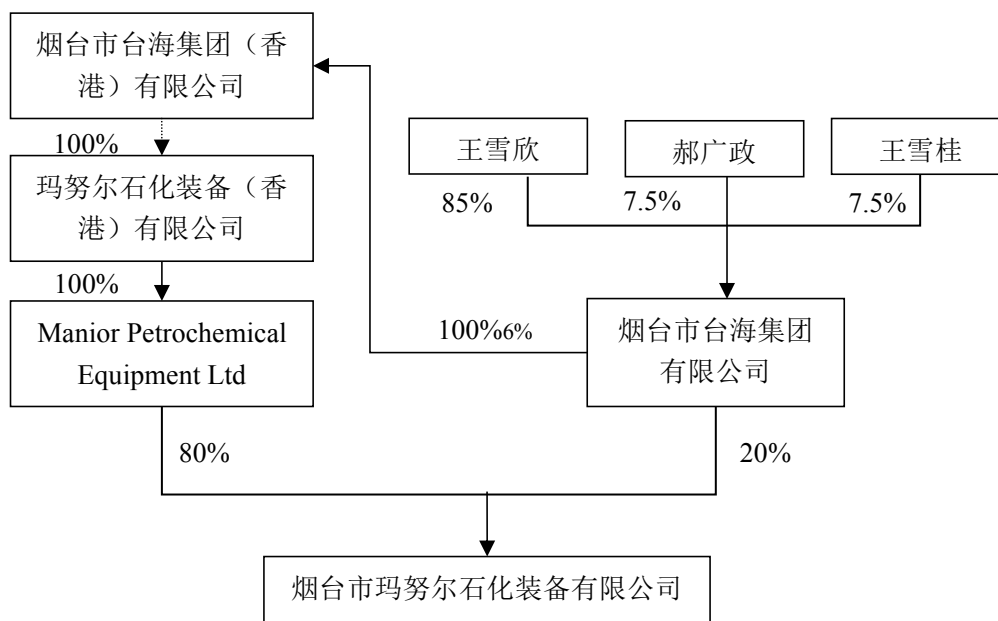 烟台市台海集团（香
港）有限公司
100%
玛努尔石化装备（香
港）有限公司
100%
Manior Petrochemical
Equipment Ltd
王雪欣
郝广政
王雪桂
85%
7.5%
7.5%
100%6%
烟台市台海集团
有限公司
80%
20%
烟台市玛努尔石化装备有限公司